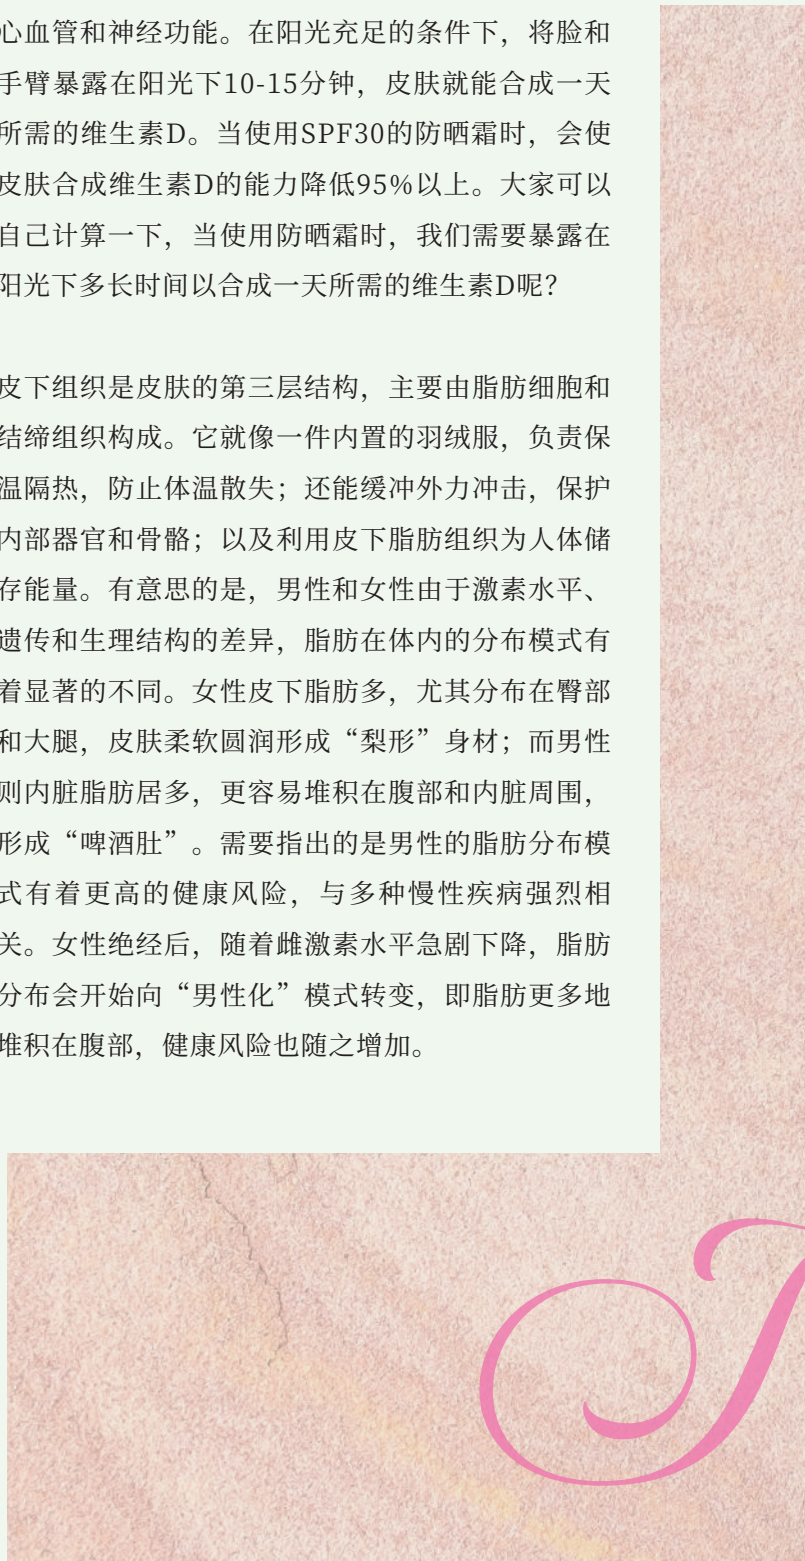 心血管和神经功能。在阳光充足的条件下，将脸和
手臂暴露在阳光下10-15分钟，皮肤就能合成一天
所需的维生素D。当使用SPF30的防晒霜时，会使
皮肤合成维生素D的能力降低95%以上。大家可以
自己计算一下，当使用防晒霜时，我们需要暴露在
阳光下多长时间以合成一天所需的维生素D呢？
皮下组织是皮肤的第三层结构，主要由脂肪细胞和
结缔组织构成。它就像一件内置的羽绒服，负责保
温隔热，防止体温散失；还能缓冲外力冲击，保护
内部器官和骨骼；以及利用皮下脂肪组织为人体储
存能量。有意思的是，男性和女性由于激素水平、
遗传和生理结构的差异，脂肪在体内的分布模式有
着显著的不同。女性皮下脂肪多，尤其分布在臀部
和大腿，皮肤柔软圆润形成“梨形”身材；而男性
则内脏脂肪居多，更容易堆积在腹部和内脏周围，
形成“啤酒肚”。需要指出的是男性的脂肪分布模
式有着更高的健康风险，与多种慢性疾病强烈相
关。女性绝经后，随着雌激素水平急剧下降，脂肪
分布会开始向“男性化”模式转变，即脂肪更多地
堆积在腹部，健康风险也随之增加。